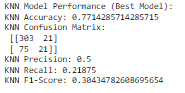 KNN Model Performance (Best Model):
KNN Accuracy: 0.7714285714285715
KNN Confusion Matrix:
[[303 21]
[ 75 21]]
KNN Precision: 0.5
KNN Recall: 0.21875
KNN F1-Score: 0.30434782608695654